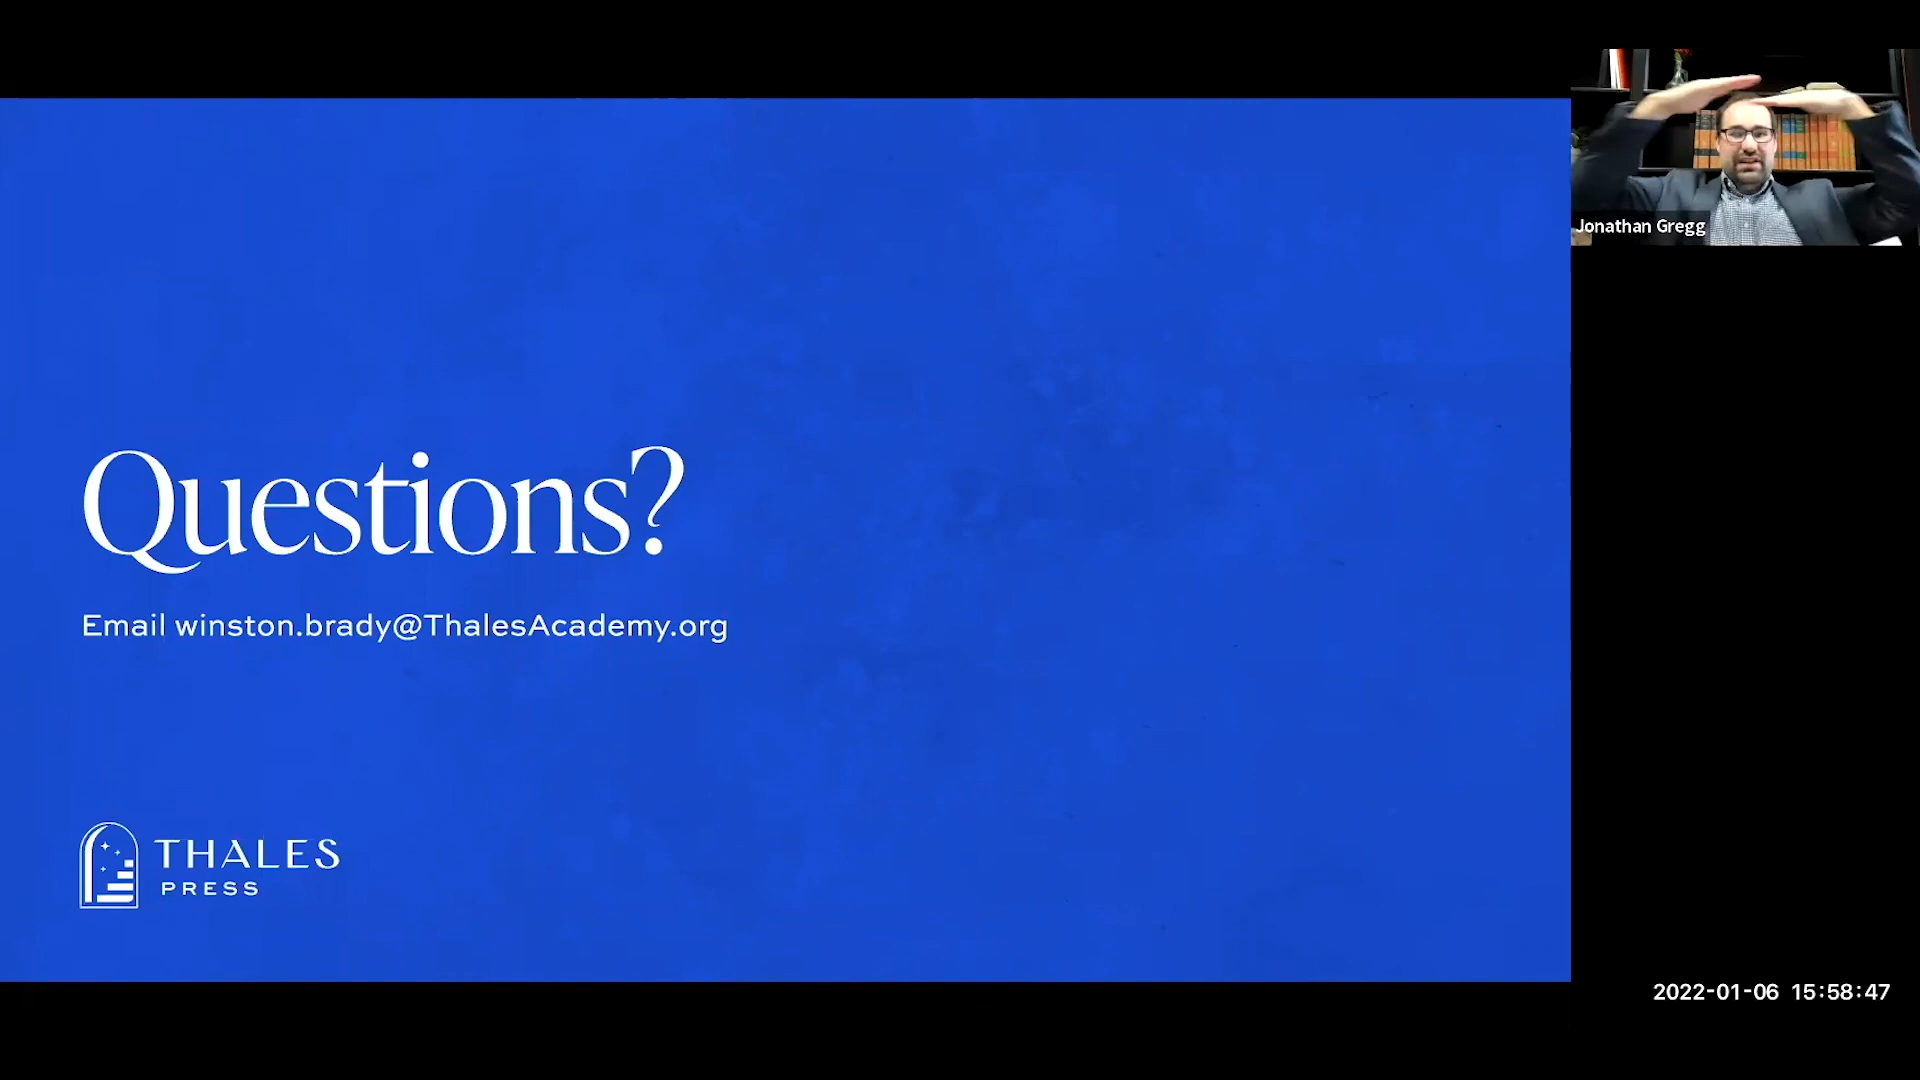 Questions?
Email winston.brady@ThalesAcademy.org
THALES
PRESS
Jonathan Gregg
2022-01-06 15:58:47